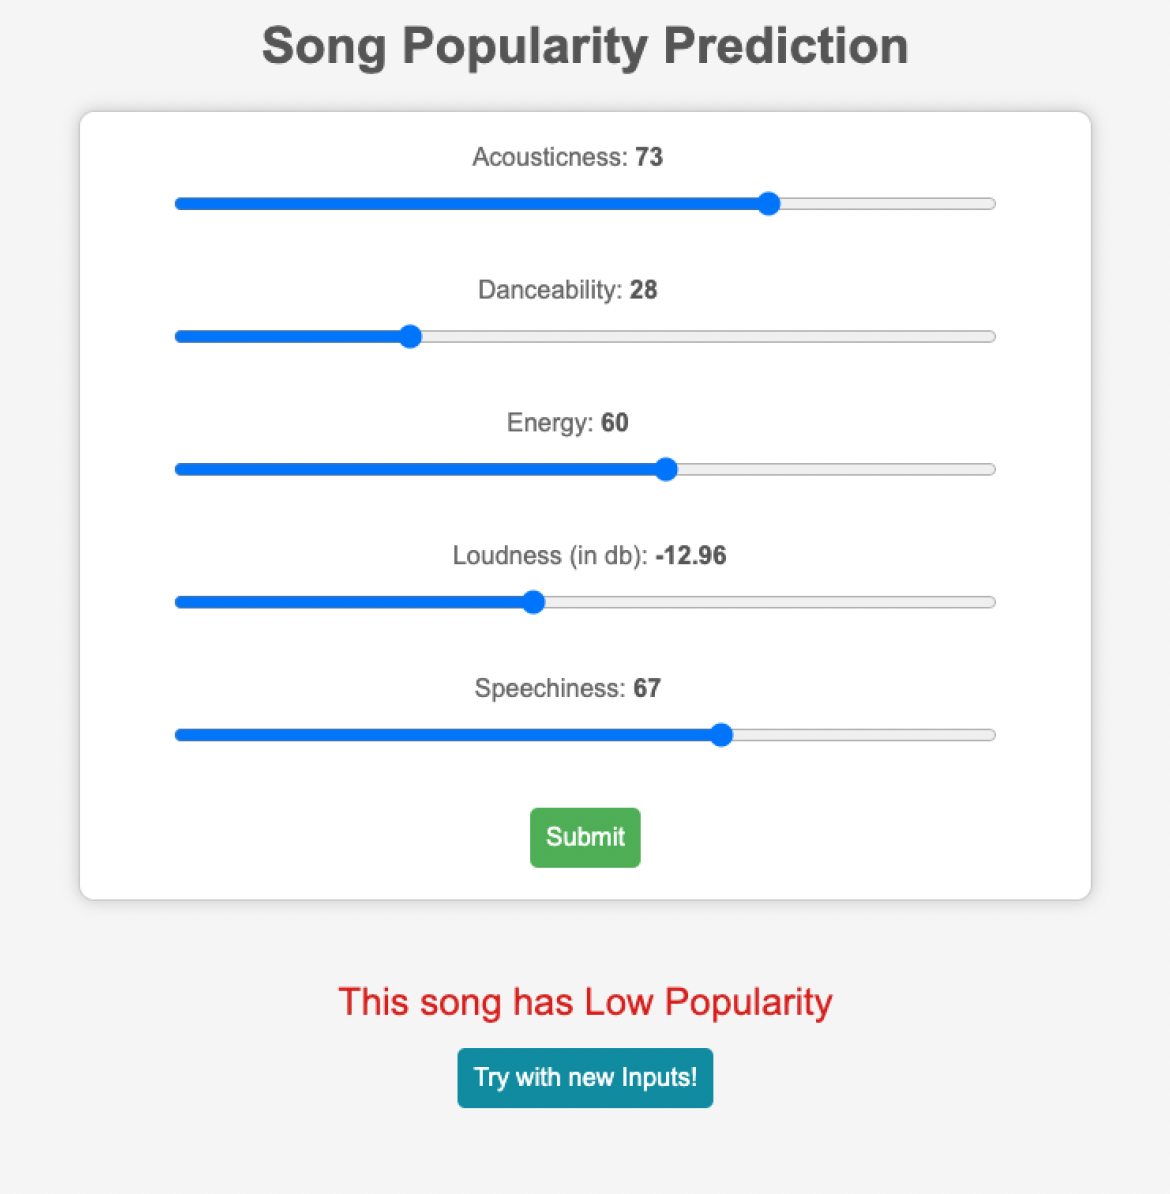 Song Popularity Prediction
Acousticness: 73
Danceability: 28
Energy: 60
Loudness (in db): -12.96
Speechiness: 67
Submit
This song has Low Popularity
Try with new Inputs!